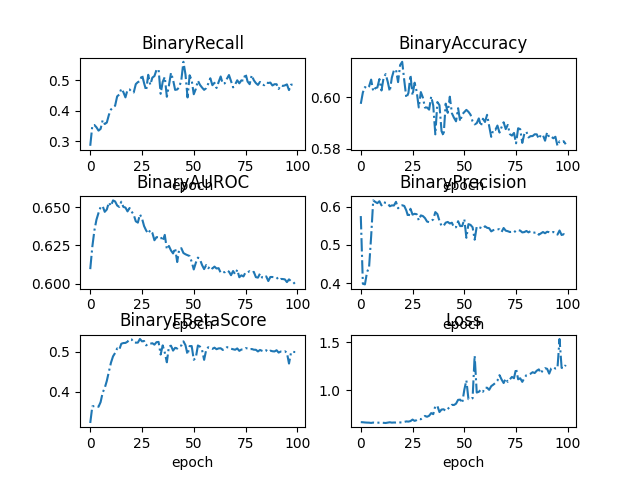 BinaryRecall
0.5
0.4
0.3
0 25 50 75 100
epoch
BinaryAccuracy
0.60
0.58
0 25 50 75 100
epoch
BinaryAUROC
0.650
0.625
0.600
0 25 50 75 100
epoch
BinaryPrecision
0.6
0.5
0.4
0 25 50 75 100
epoch
BinaryFBetaScore
0.5
0.4
0 25 50 75 100
epoch
Loss
1.5
1.0
0 25 50 75 100
epoch